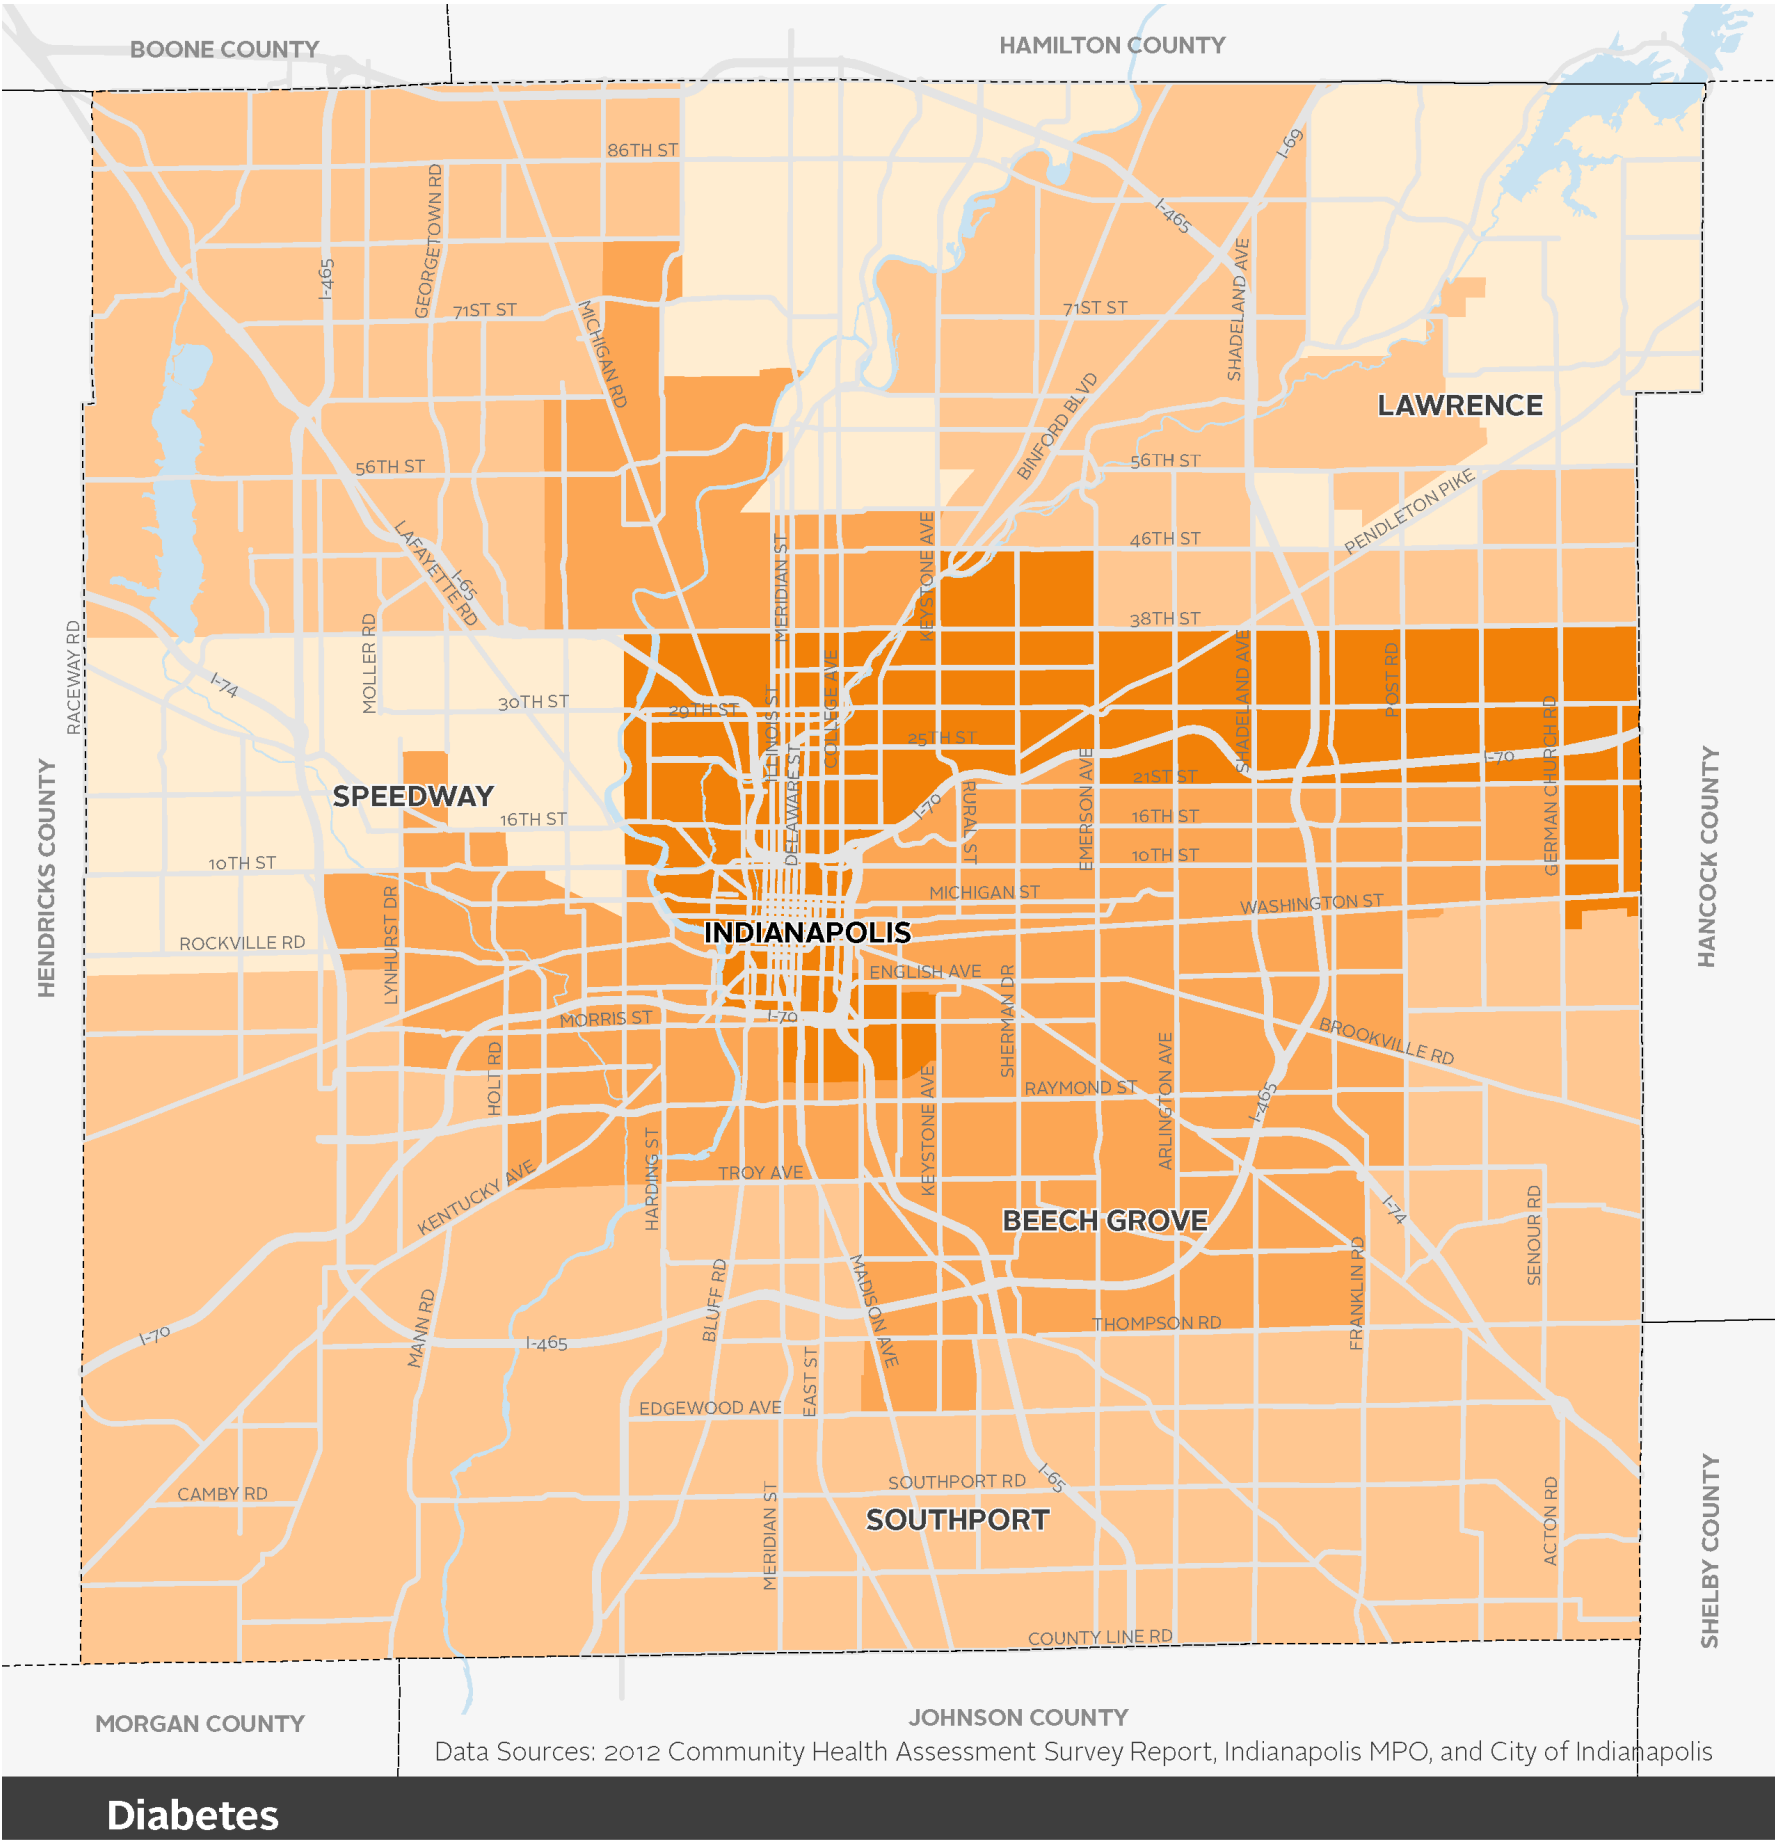 BOONE COUNTY
HAMILTON COUNTY
86TH ST
I-69
GEORGETOWN RD
I-465
I-465
SHADELAND AVE
71ST ST
71ST ST
MICHIGAN RD
BINFORD BLVD
LAWRENCE
56TH ST
56TH ST
PENDLETON PIKE
LAFAYETTE RD
I-65
KEYSTONE AVE
MERIDIAN ST
46TH ST
38TH ST
RACEWAY RD
MOLLER RD
I-74
30TH ST
29TH ST
ILLINOIS ST
COLLEGE AVE
DELAWARE ST
25TH ST
SHADELAND AVE
POST RD
GERMAN CHURCH RD
I-70
21ST ST
EMERSON AVE
HENDRICKS COUNTY
HANCOCK COUNTY
SPEEDWAY
16TH ST
I-70
RURAL ST
16TH ST
10TH ST
10TH ST
LYNHURST DR
MICHIGAN ST
WASHINGTON ST
INDIANAPOLIS
ROCKVILLE RD
ENGLISH AVE
SHERMAN DR
MORRIS ST
I-70
BROOKVILLE RD
HOLT RD
KEYSTONE AVE
RAYMOND ST
ARLINGTON AVE
I-465
HARDING ST
TROY AVE
KENTUCKY AVE
BEECH GROVE
I-74
SENOUR RD
MANN RD
BLUFF RD
MADISON AVE
FRANKLIN RD
I-70
I-465
THOMPSON RD
EAST ST
EDGEWOOD AVE
CAMBY RD
MERIDIAN ST
SOUTHPORT RD
I-65
SOUTHPORT
ACTON RD
SHELBY COUNTY
COUNTY LINE RD
MORGAN COUNTY
JOHNSON COUNTY
Data Sources: 2012 Community Health Assessment Survey Report, Indianapolis MPO, and City of Indianapolis
Diabetes